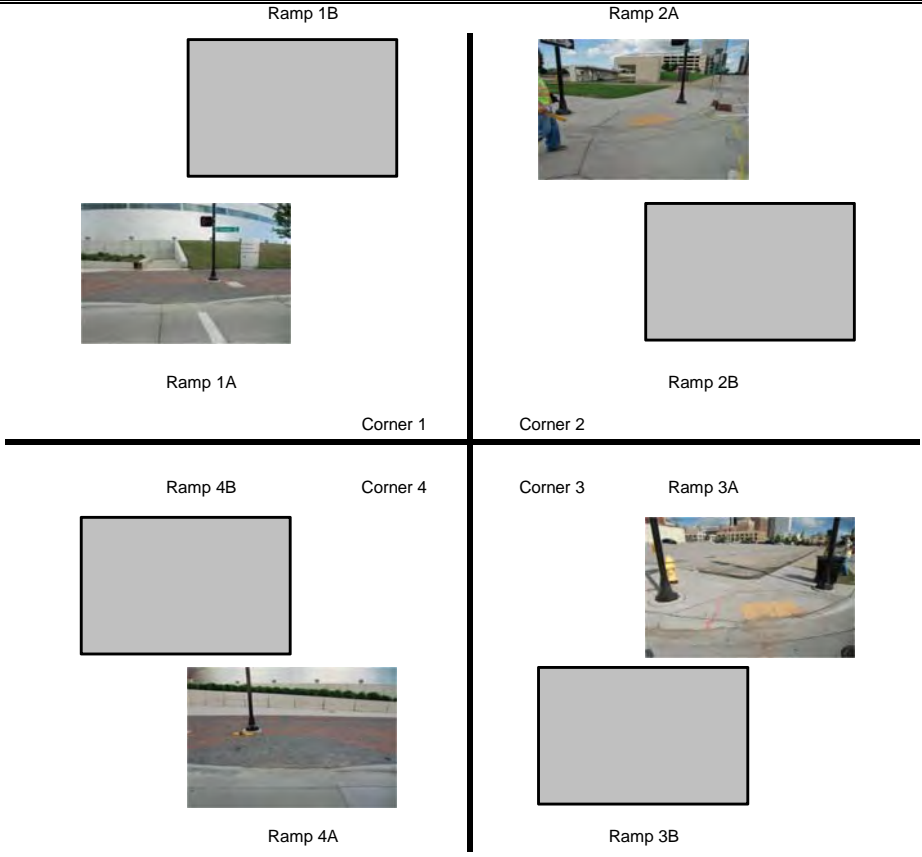 Ramp 1B Ramp 2A
Ramp 1A Ramp 2B
Corner 1 Corner 2
Ramp 4B Corner 4 Corner 3 Ramp 3A
Ramp 4A Ramp 3B